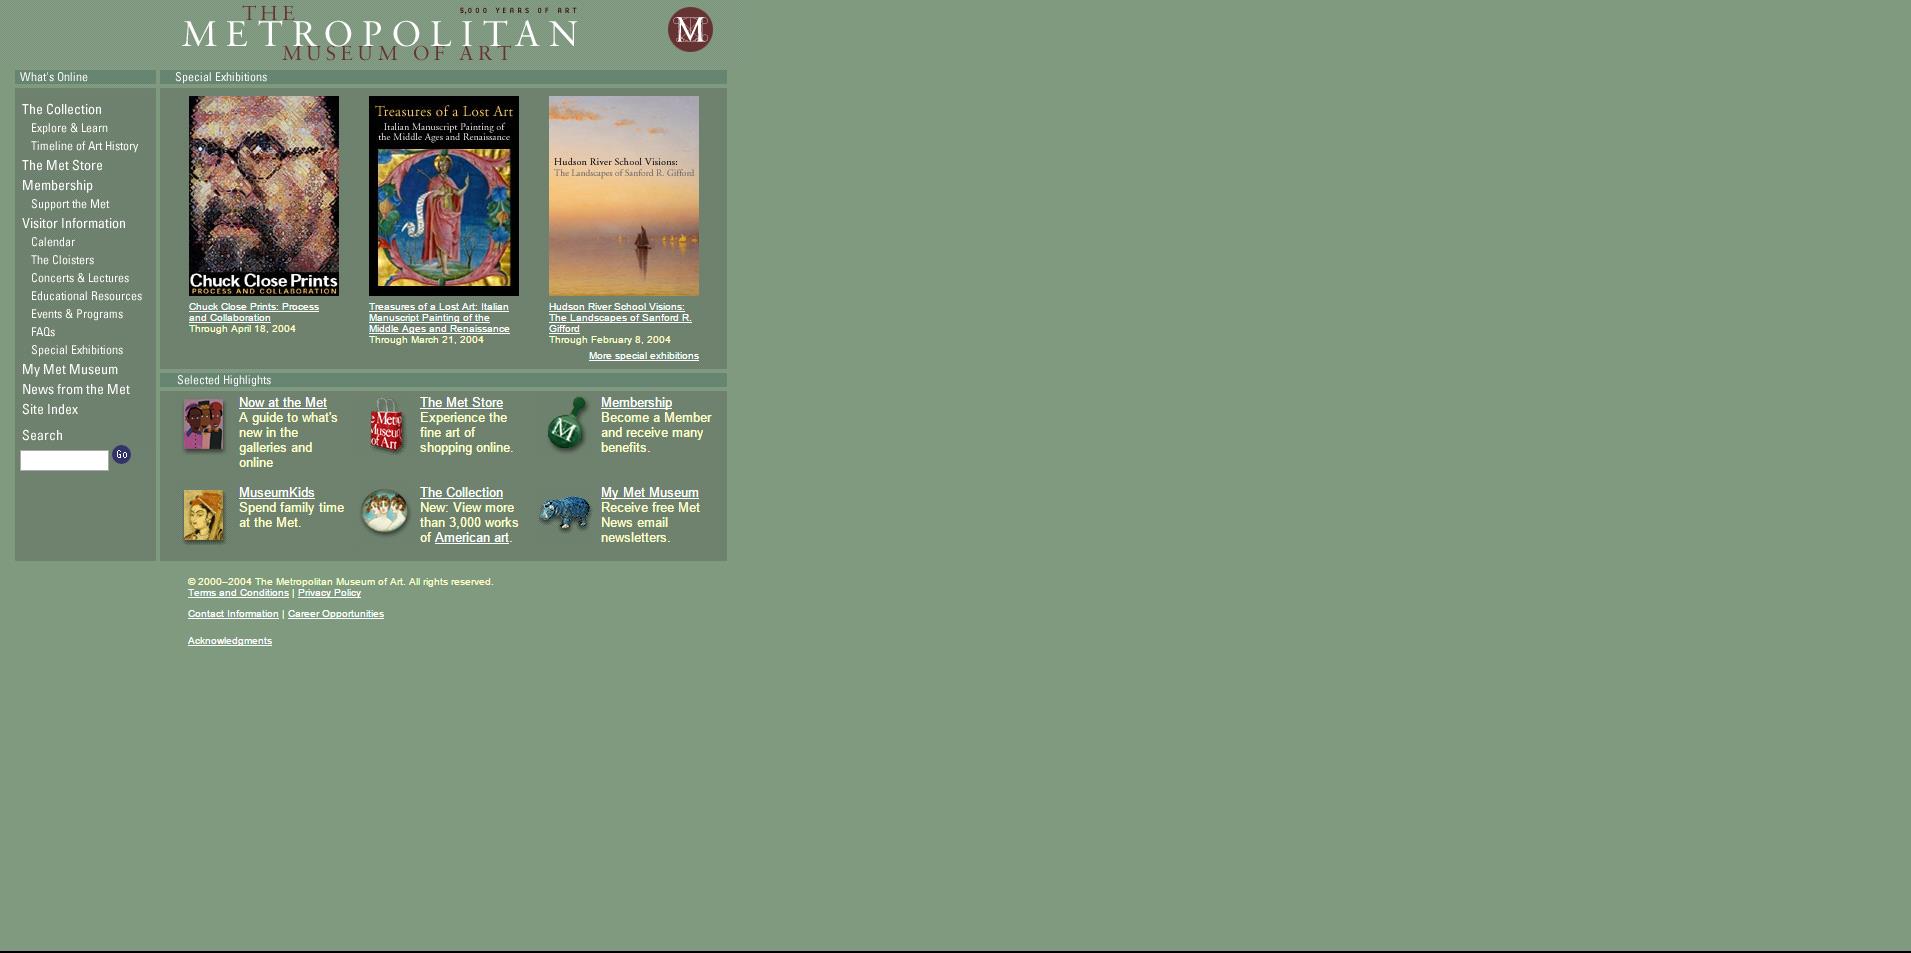 THE
5,000 YEARS OF ART
METROPOLITAN
MUSEUM OF ART
M
What's Online
The Collection
Explore & Learn
Timeline of Art History
The Met Store
Membership
Support the Met
Visitor Information
Calendar
The Cloisters
Concerts & Lectures
Educational Resources
Events & Programs
FAQs
Special Exhibitions
My Met Museum
News from the Met
Site Index
Search
Go
Special Exhibitions
Chuck Close Prints
PROCESS AND COLLABORATION
Chuck Close Prints: Process
and Collaboration
Through April 18, 2004
Treasures of a Lost Art
Italian Manuscript Painting of
the Middle Ages and Renaissance
Treasures of a Lost Art: Italian
Manuscript Painting of the
Middle Ages and Renaissance
Through March 21, 2004
Hudson River School Visions:
The Landscapes of Sanford R. Gifford
Hudson River School Visions:
The Landscapes of Sanford R.
Gifford
Through February 8, 2004
More special exhibitions
Selected Highlights
Now at the Met
A guide to what's
new in the
galleries and
online
The Met Store
Experience the
fine art of
shopping online.
M
Membership
Become a Member
and receive many
benefits.
MuseumKids
Spend family time
at the Met.
The Collection
New: View more
than 3,000 works
of American art.
My Met Museum
Receive free Met
News email
newsletters.
© 2000–2004 The Metropolitan Museum of Art. All rights reserved.
Terms and Conditions | Privacy Policy
Contact Information | Career Opportunities
Acknowledgments